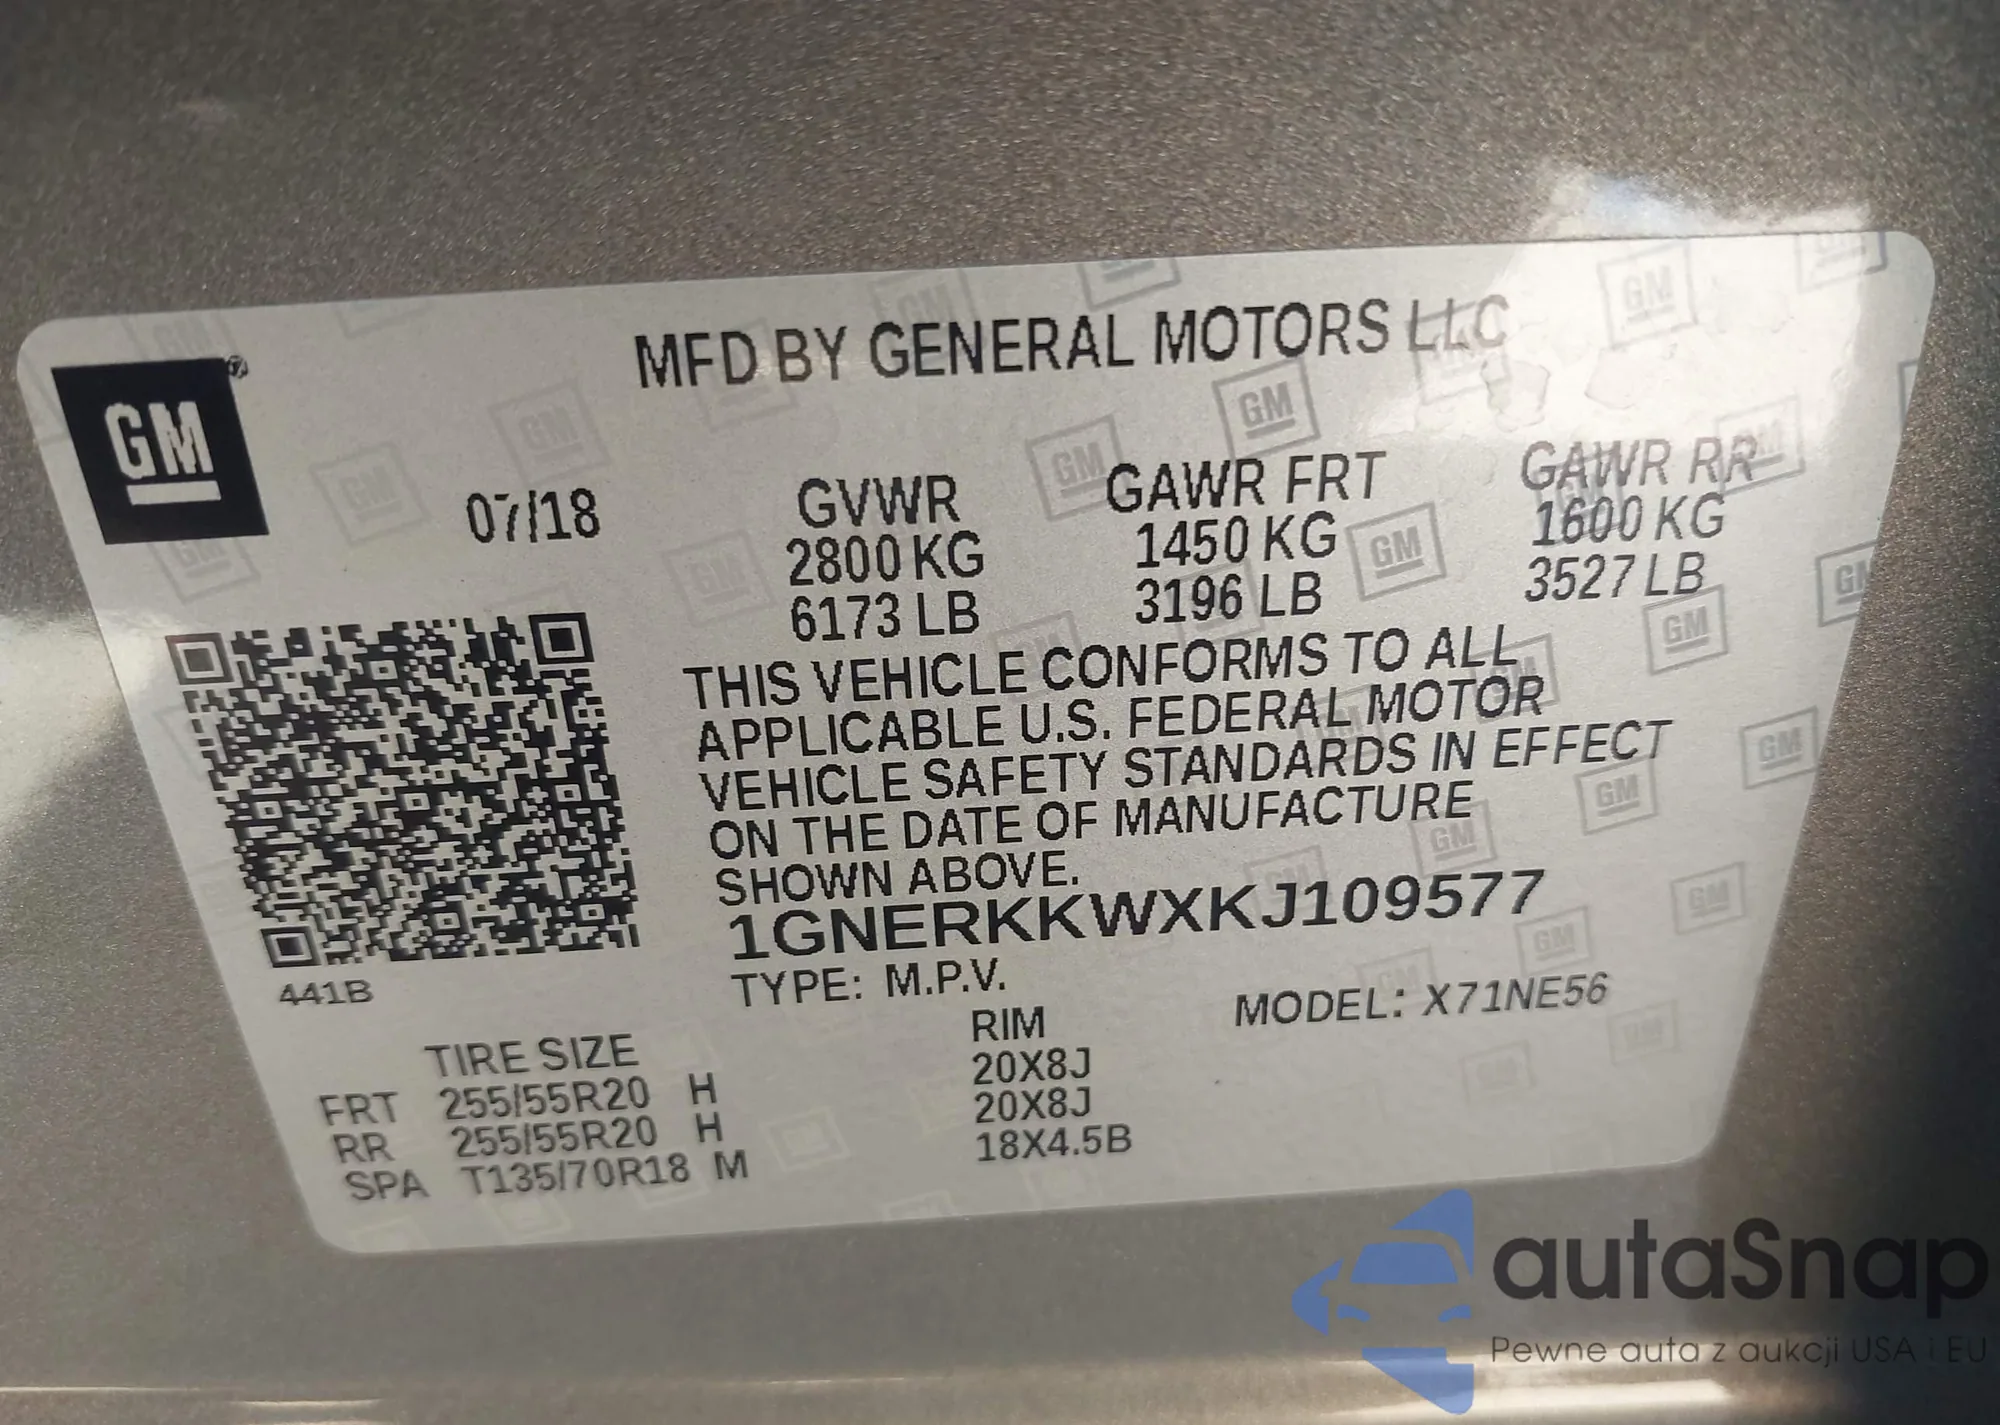 GM
MFD BY GENERAL MOTORS LLC
07/18
GVWR
2800 KG
6173 LB
GAWR FRT
1450 KG
3196 LB
GAWR RR
1600 KG
3527 LB
THIS VEHICLE CONFORMS TO ALL
APPLICABLE U.S. FEDERAL MOTOR
VEHICLE SAFETY STANDARDS IN EFFECT
ON THE DATE OF MANUFACTURE
SHOWN ABOVE.
1GNERKKWXKJ109577
TYPE: M.P.V.
MODEL: X71NE56
441B
TIRE SIZE RIM
FRT 255/55R20 H 20X8J
RR 255/55R20 H 20X8J
SPA T135/70R18 M 18X4.5B
autaSnap
Pewne auta z aukcji USA i EU